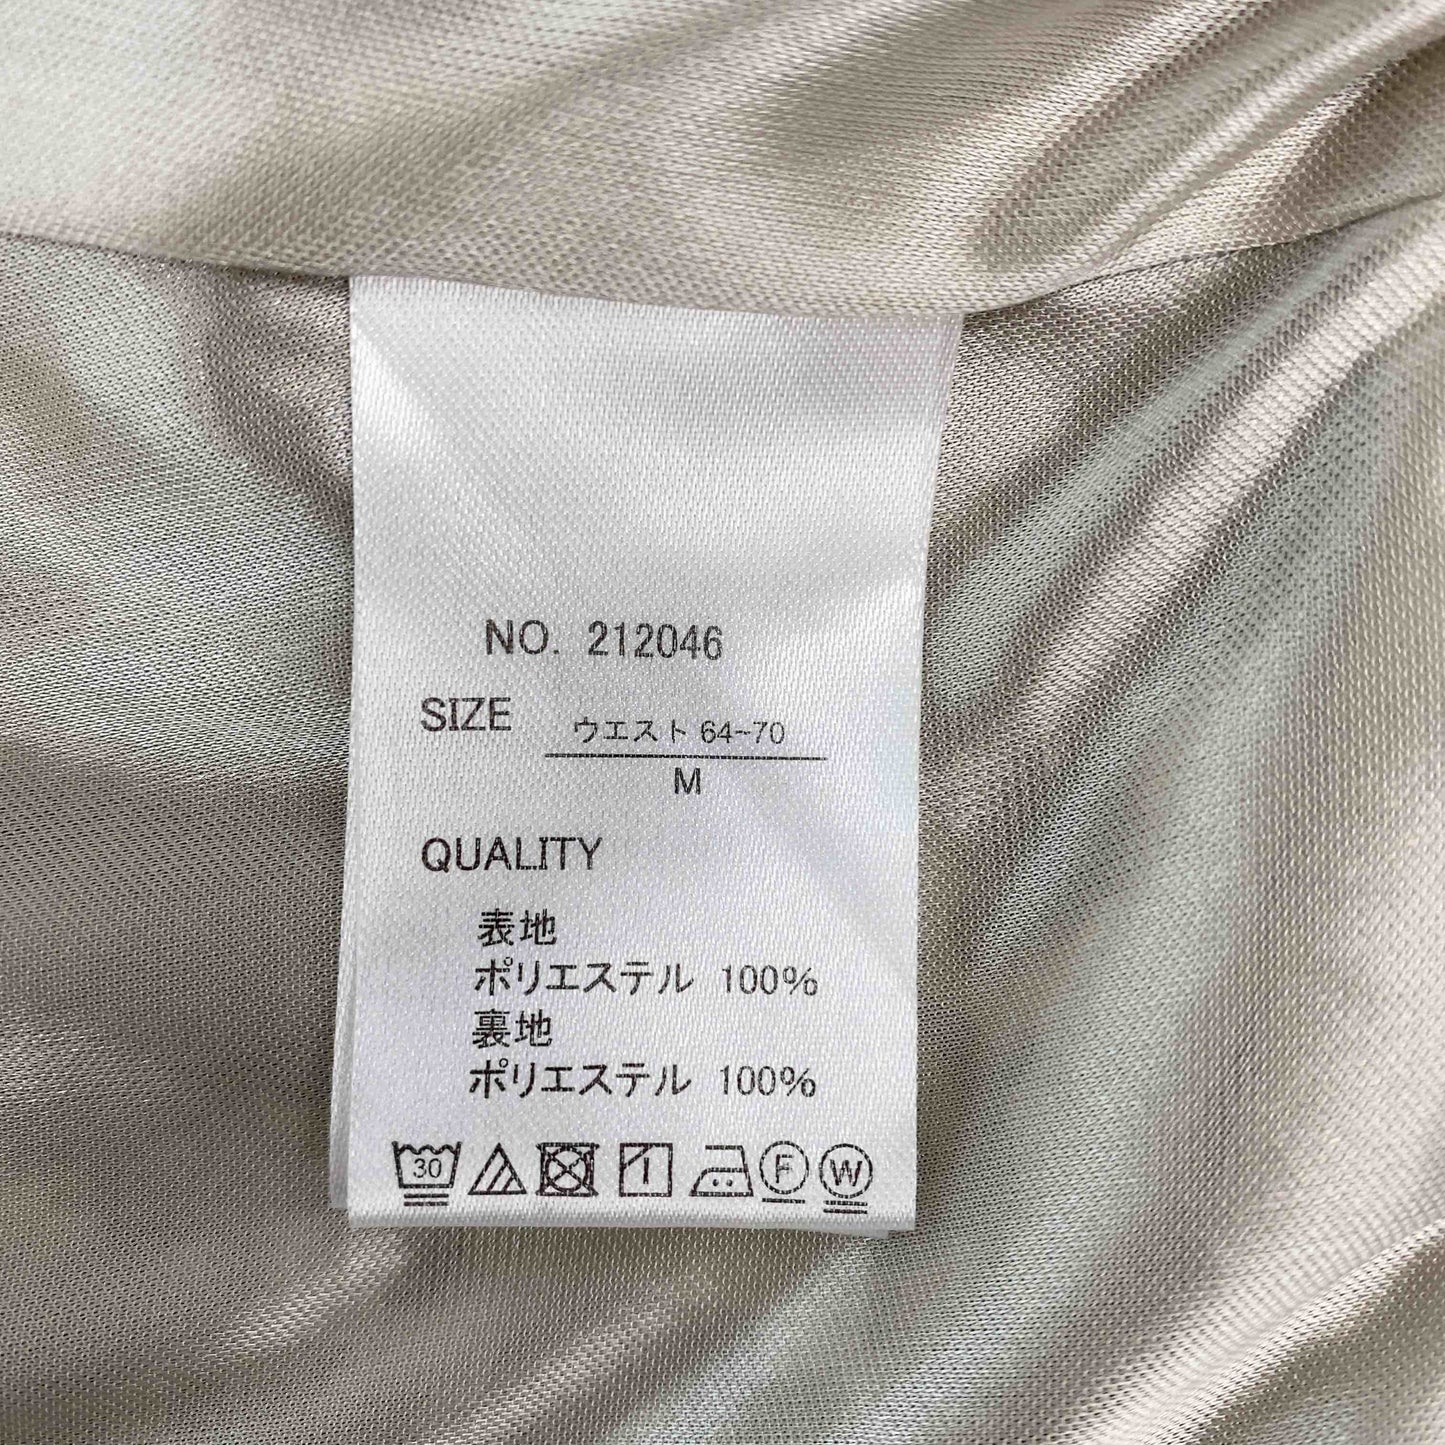 NO. 212046
SIZE ウエスト 64-70
M
QUALITY
表地
ポリエステル 100%
裏地
ポリエステル 100%
30 F W